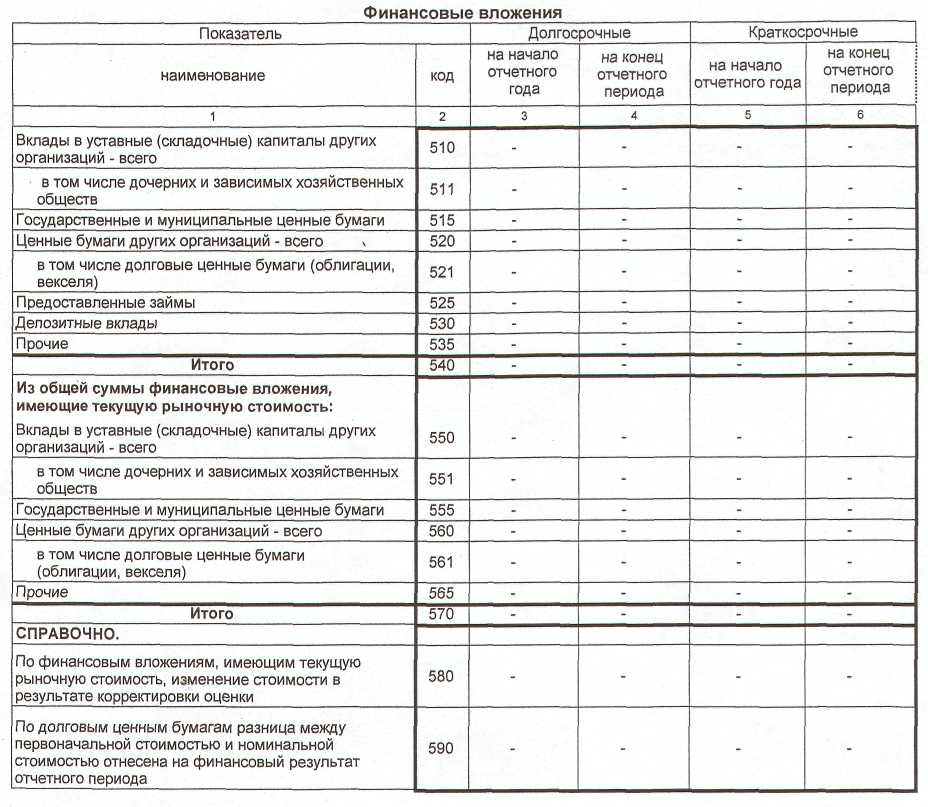 Финансовые вложения
Показатель Долгосрочные Краткосрочные
наименование код на начало отчетного года на конец отчетного периода на начало отчетного года на конец отчетного периода
1 2 3 4 5 6
Вклады в уставные (складочные) капиталы других
организаций - всего 510 - - - -
в том числе дочерних и зависимых хозяйственных
обществ 511 - - - -
Государственные и муниципальные ценные бумаги 515 - - - -
Ценные бумаги других организаций - всего 520 - - - -
в том числе долговые ценные бумаги (облигации,
векселя) 521 - - - -
Предоставленные займы 525 - - - -
Депозитные вклады 530 - - - -
Прочие 535 - - - -
Итого 540 - - - -
Из общей суммы финансовые вложения,
имеющие текущую рыночную стоимость:
Вклады в уставные (складочные) капиталы других
организаций - всего 550 - - - -
в том числе дочерних и зависимых хозяйственных
обществ 551 - - - -
Государственные и муниципальные ценные бумаги 555 - - - -
Ценные бумаги других организаций - всего 560 - - - -
в том числе долговые ценные бумаги
(облигации, векселя) 561 - - - -
Прочие 565 - - - -
Итого 570 - - - -
СПРАВОЧНО.
По финансовым вложениям, имеющим текущую
рыночную стоимость, изменение стоимости в
результате корректировки оценки 580 - - - -
По долговым ценным бумагам разница между
первоначальной стоимостью и номинальной
стоимостью отнесена на финансовый результат
отчетного периода 590 - - - -